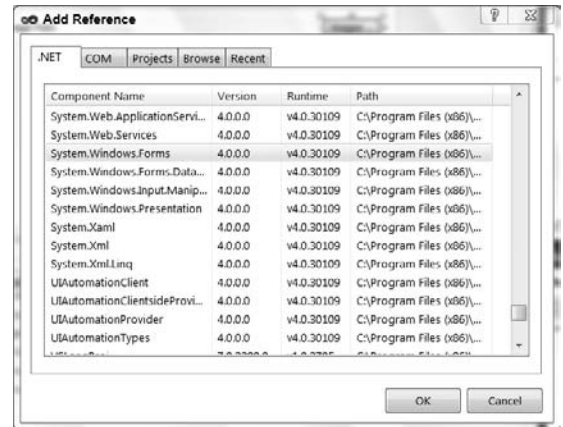 Add Reference
.NET COM Projects Browse Recent
Component Name Version Runtime Path
System.Web.ApplicationServi... 4.0.0.0 v4.0.30109 C:\Program Files (x86)\...
System.Web.Services 4.0.0.0 v4.0.30109 C:\Program Files (x86)\...
System.Windows.Forms 4.0.0.0 v4.0.30109 C:\Program Files (x86)\...
System.Windows.Forms.Data... 4.0.0.0 v4.0.30109 C:\Program Files (x86)\...
System.Windows.Input.Manip... 4.0.0.0 v4.0.30109 C:\Program Files (x86)\...
System.Windows.Presentation 4.0.0.0 v4.0.30109 C:\Program Files (x86)\...
System.Xaml 4.0.0.0 v4.0.30109 C:\Program Files (x86)\...
System.Xml 4.0.0.0 v4.0.30109 C:\Program Files (x86)\...
System.Xml.Linq 4.0.0.0 v4.0.30109 C:\Program Files (x86)\...
UIAutomationClient 4.0.0.0 v4.0.30109 C:\Program Files (x86)\...
UIAutomationClientsideProvi... 4.0.0.0 v4.0.30109 C:\Program Files (x86)\...
UIAutomationProvider 4.0.0.0 v4.0.30109 C:\Program Files (x86)\...
UIAutomationTypes 4.0.0.0 v4.0.30109 C:\Program Files (x86)\...
OK Cancel